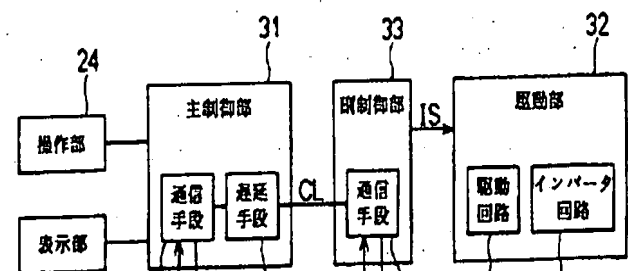 31
33
32
24
主制御部
副制御部
駆動部
操作部
IS
通信
手段
遅延
手段
CL
通信
手段
駆動
回路
インバータ
回路
表示部